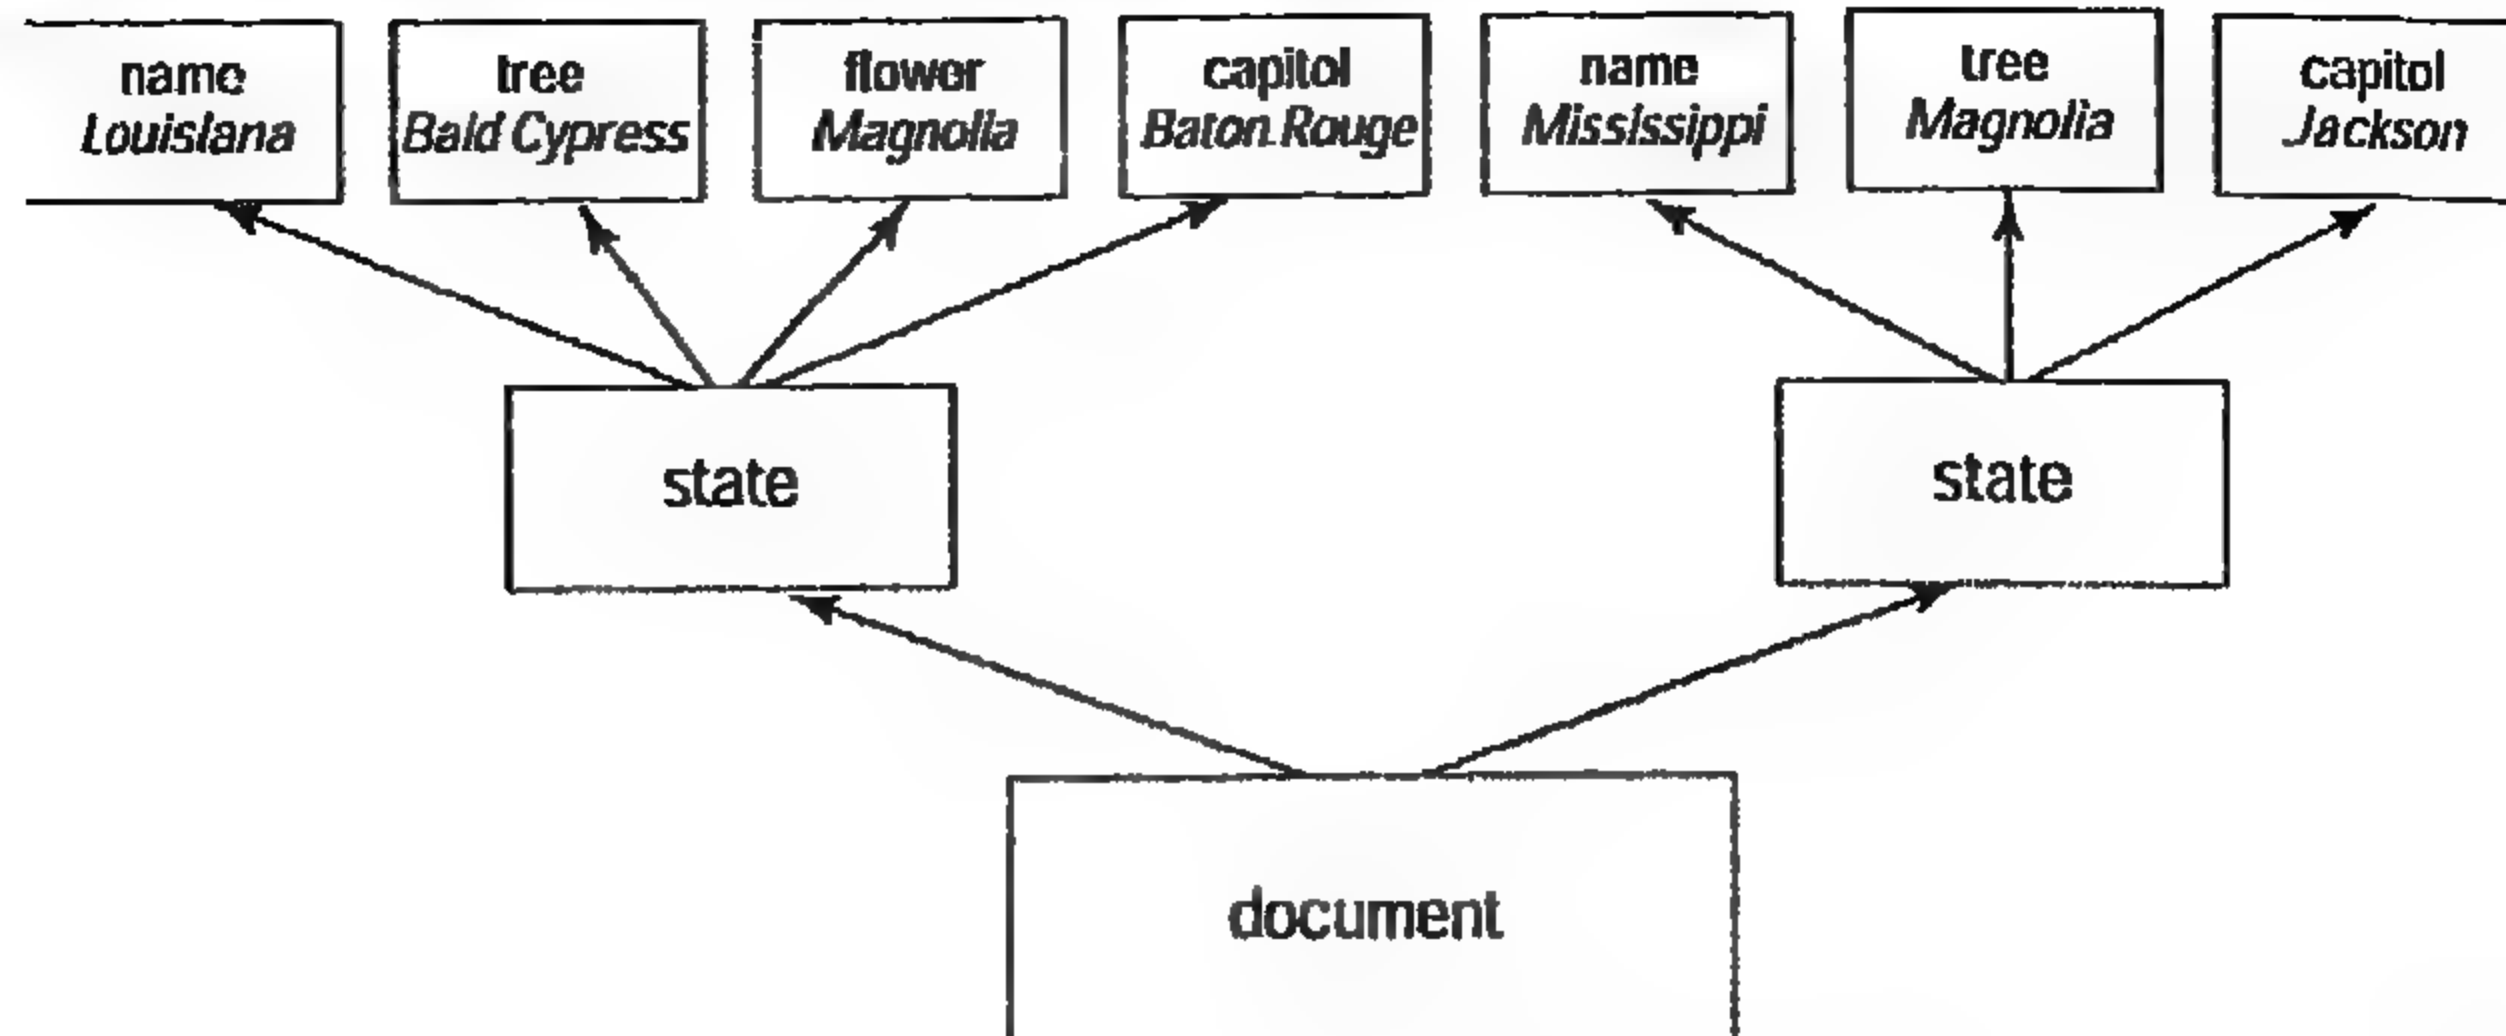 name
Louisiana
tree
Bald Cypress
flower
Magnolia
capitol
Baton Rouge
name
Mississippi
tree
Magnolia
capitol
Jackson
state
state
document